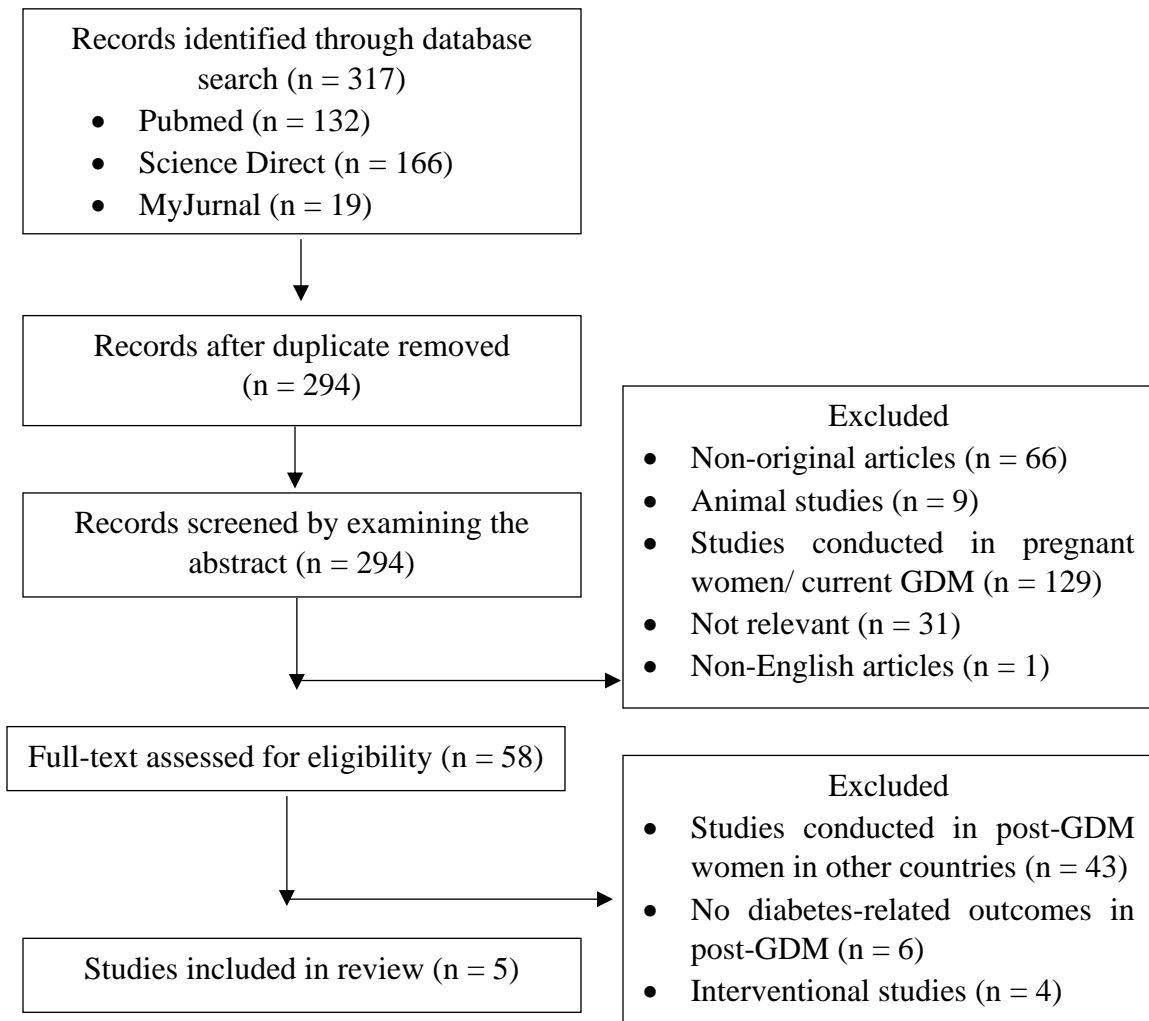 Records identified through database
search (n = 317)
• Pubmed (n = 132)
• Science Direct (n = 166)
• MyJurnal (n = 19)
Records after duplicate removed
(n = 294)
Records screened by examining the
abstract (n = 294)
Excluded
• Non-original articles (n = 66)
• Animal studies (n = 9)
• Studies conducted in pregnant
women/ current GDM (n = 129)
• Not relevant (n = 31)
• Non-English articles (n = 1)
Full-text assessed for eligibility (n = 58)
Excluded
• Studies conducted in post-GDM
women in other countries (n = 43)
• No diabetes-related outcomes in
post-GDM (n = 6)
• Interventional studies (n = 4)
Studies included in review (n = 5)